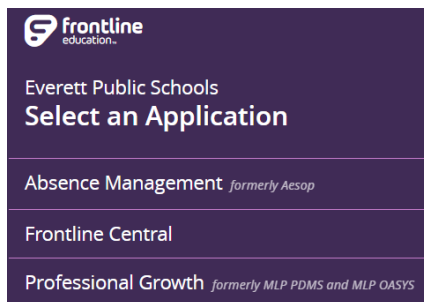 frontline
education™
Everett Public Schools
Select an Application
Absence Management formerly Aesop
Frontline Central
Professional Growth formerly MLP PDMS and MLP OASYS